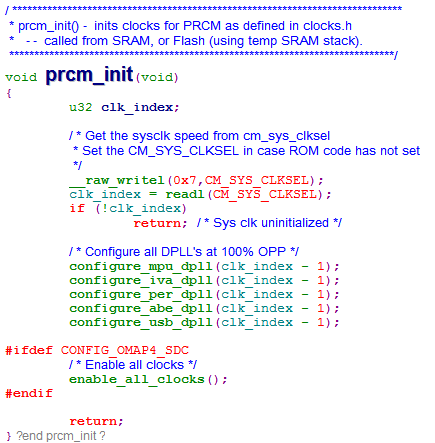 / ******************************************************************************
* prcm_init() - inits clocks for PRCM as defined in clocks.h
*   -- called from SRAM, or Flash (using temp SRAM stack).
*****************************************************************************/
void prcm_init(void)
{
        u32 clk_index;

        / * Get the sysclk speed from cm_sys_clksel
         * Set the CM_SYS_CLKSEL in case ROM code has not set
         */
        __raw_writel(0x7,CM_SYS_CLKSEL);
        clk_index = readl(CM_SYS_CLKSEL);
        if (!clk_index)
                return; / * Sys clk uninitialized */

        / * Configure all DPLL's at 100% OPP */
        configure_mpu_dpll(clk_index - 1);
        configure_iva_dpll(clk_index - 1);
        configure_per_dpll(clk_index - 1);
        configure_abe_dpll(clk_index - 1);
        configure_usb_dpll(clk_index - 1);

#ifdef CONFIG_OMAP4_SDC
        / * Enable all clocks */
        enable_all_clocks();
#endif

        return;
} ?end prcm_init ?